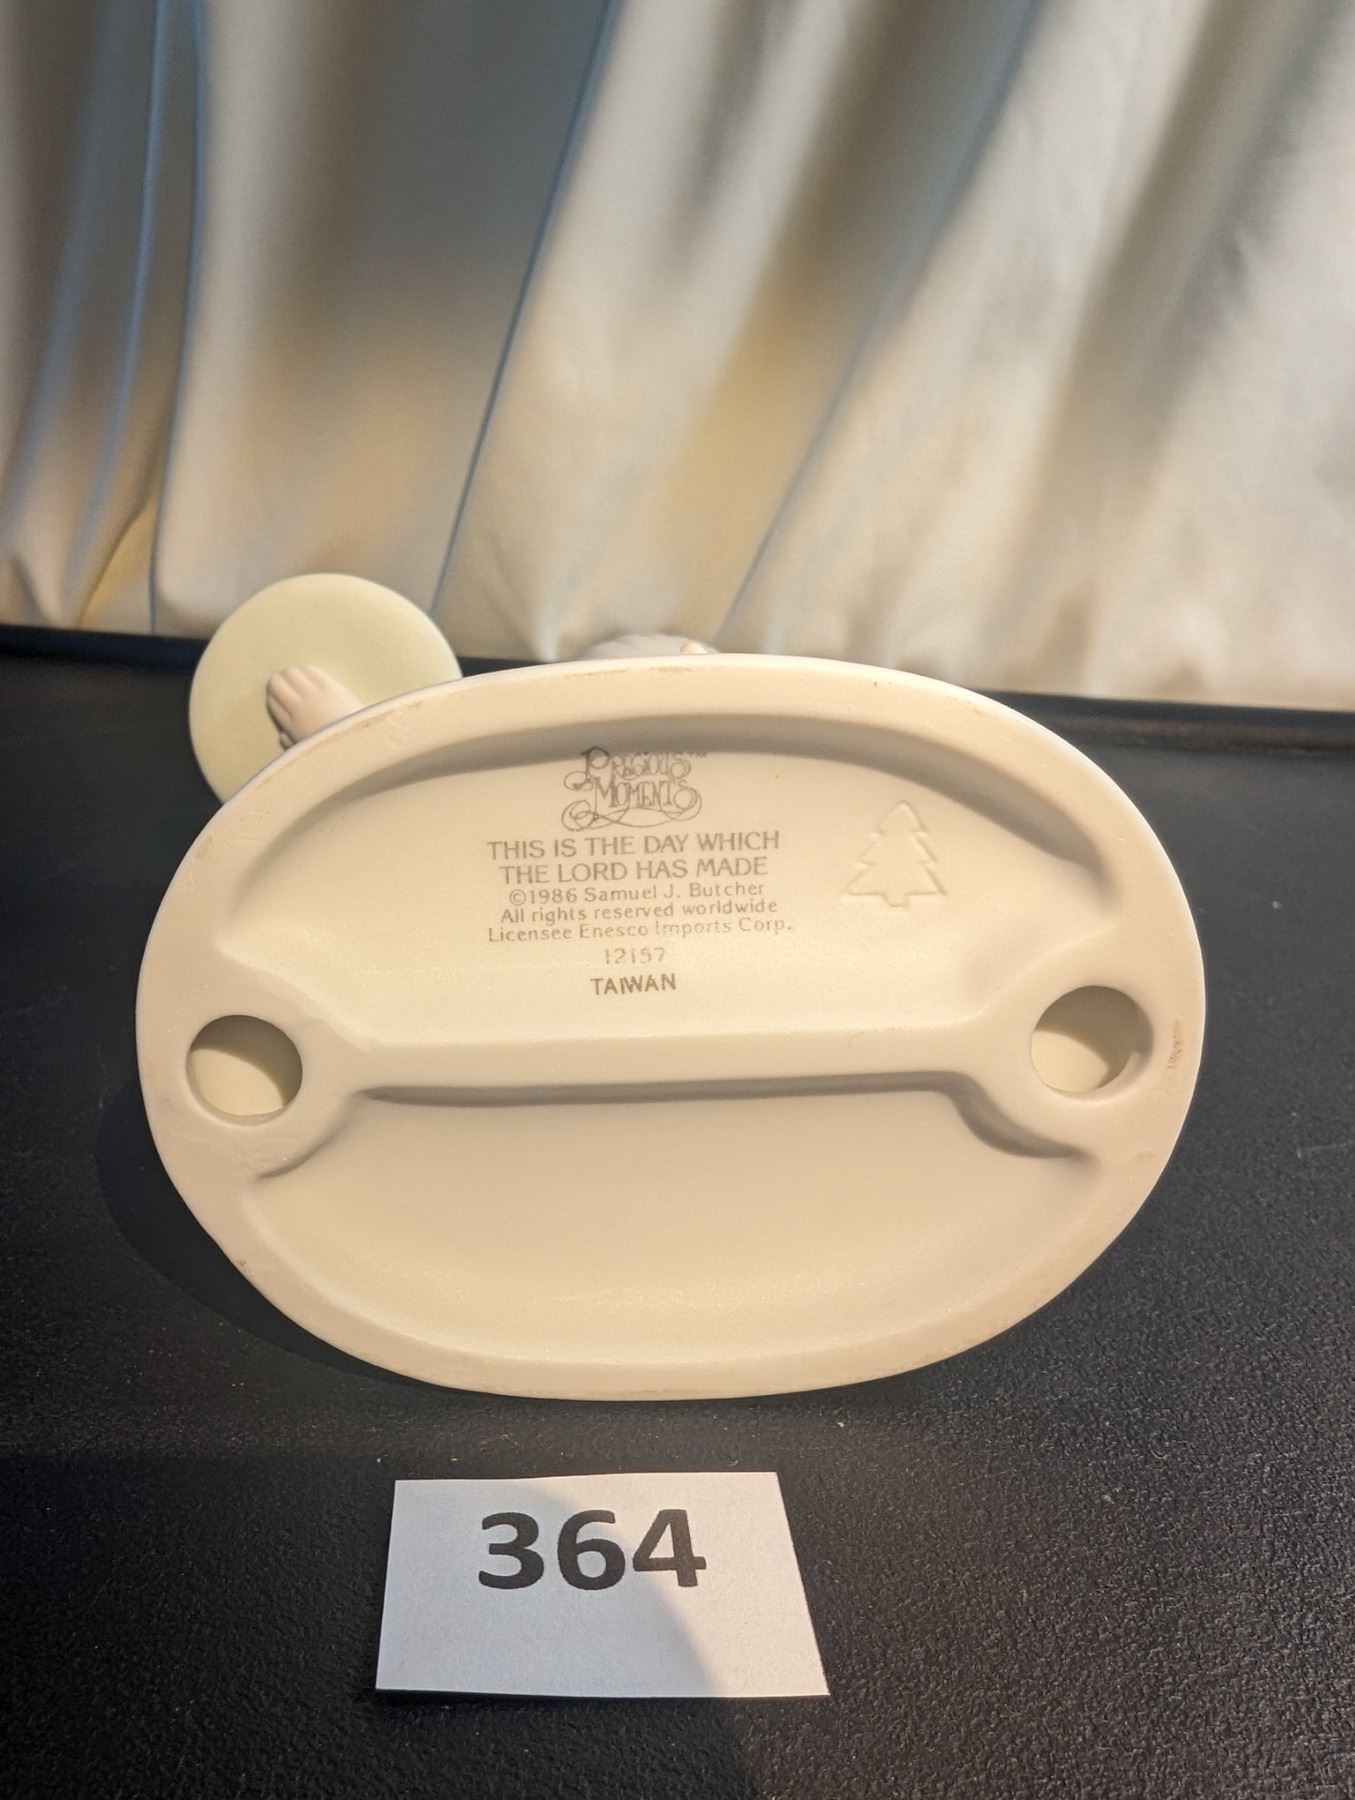 PRECIOUS™
MOMENTS
THIS IS THE DAY WHICH
THE LORD HAS MADE
©1986 Samuel J. Butcher
All rights reserved worldwide
Licensee Enesco Imports Corp.
12157
TAIWAN
364